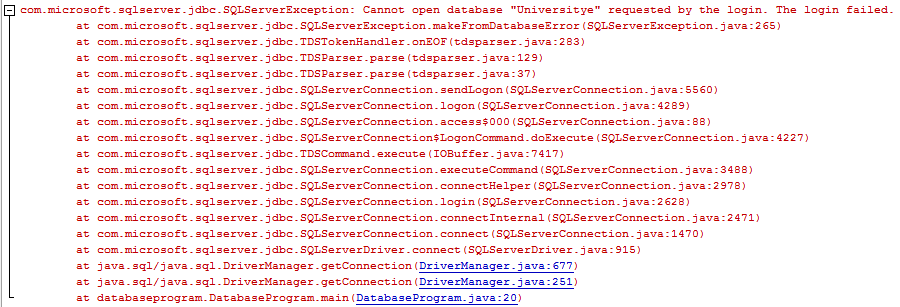 com.microsoft.sqlserver.jdbc.SQLServerException: Cannot open database "Universitye" requested by the login. The login failed.
at com.microsoft.sqlserver.jdbc.SQLServerException.makeFromDatabaseError(SQLServerException.java:265)
at com.microsoft.sqlserver.jdbc.TDSTokenHandler.onEOF(tdsparser.java:283)
at com.microsoft.sqlserver.jdbc.TDSParser.parse(tdsparser.java:129)
at com.microsoft.sqlserver.jdbc.TDSParser.parse(tdsparser.java:37)
at com.microsoft.sqlserver.jdbc.SQLServerConnection.sendLogon(SQLServerConnection.java:5560)
at com.microsoft.sqlserver.jdbc.SQLServerConnection.logon(SQLServerConnection.java:4289)
at com.microsoft.sqlserver.jdbc.SQLServerConnection.access$000(SQLServerConnection.java:88)
at com.microsoft.sqlserver.jdbc.SQLServerConnection$LogonCommand.doExecute(SQLServerConnection.java:4227)
at com.microsoft.sqlserver.jdbc.TDSCommand.execute(IOBuffer.java:7417)
at com.microsoft.sqlserver.jdbc.SQLServerConnection.executeCommand(SQLServerConnection.java:3488)
at com.microsoft.sqlserver.jdbc.SQLServerConnection.connectHelper(SQLServerConnection.java:2978)
at com.microsoft.sqlserver.jdbc.SQLServerConnection.login(SQLServerConnection.java:2628)
at com.microsoft.sqlserver.jdbc.SQLServerConnection.connectInternal(SQLServerConnection.java:2471)
at com.microsoft.sqlserver.jdbc.SQLServerConnection.connect(SQLServerConnection.java:1470)
at com.microsoft.sqlserver.jdbc.SQLServerDriver.connect(SQLServerDriver.java:915)
at java.sql/java.sql.DriverManager.getConnection(DriverManager.java:677)
at java.sql/java.sql.DriverManager.getConnection(DriverManager.java:251)
at databaseprogram.DatabaseProgram.main(DatabaseProgram.java:20)